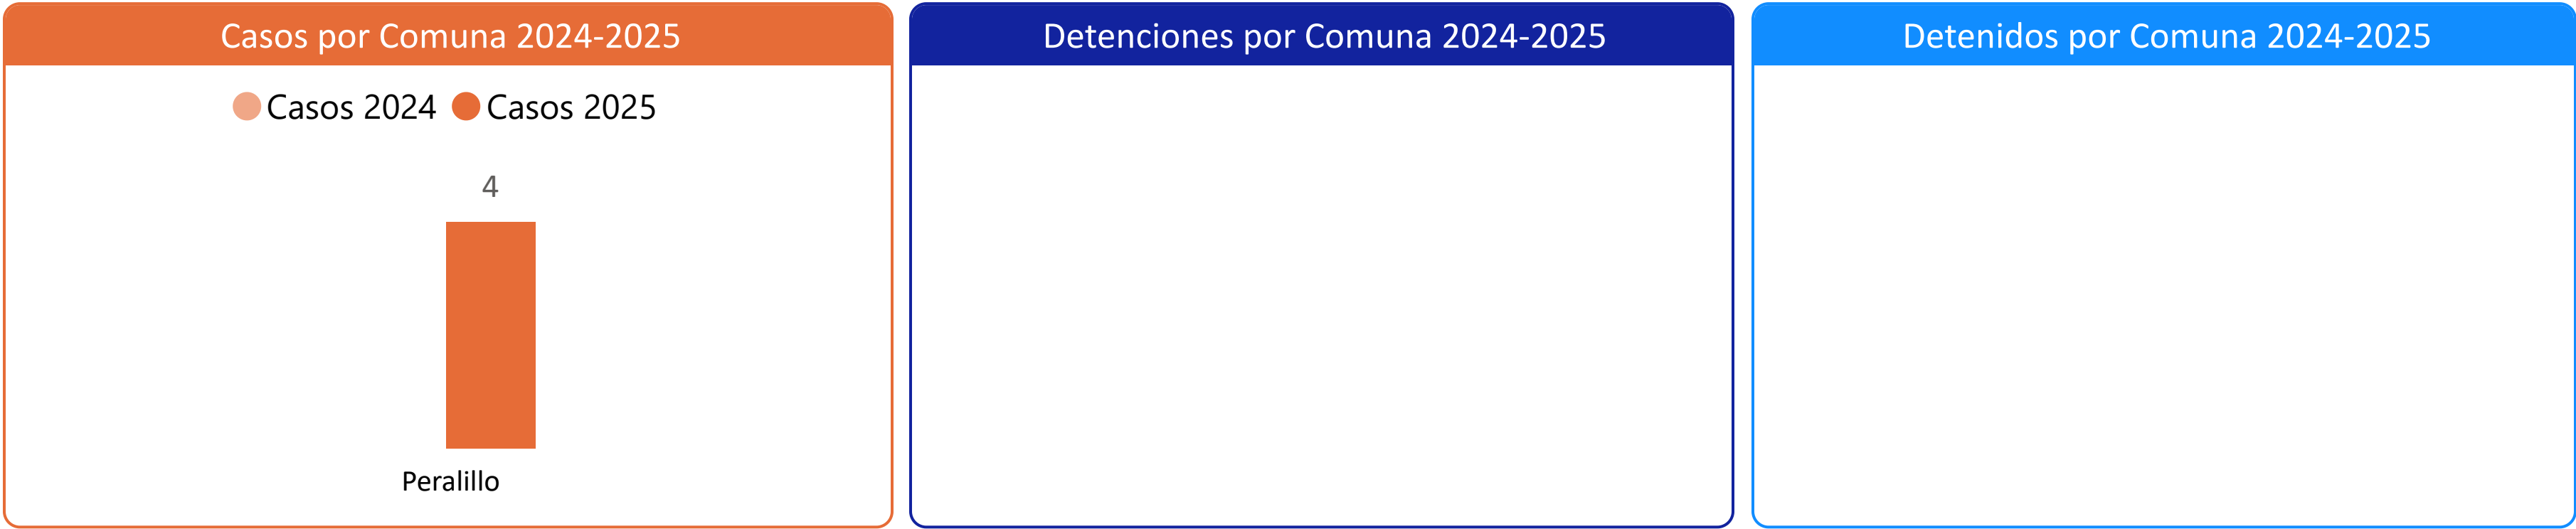 Casos por Comuna 2024-2025
Casos 2024 Casos 2025
4
Peralillo
Detenciones por Comuna 2024-2025
Detenidos por Comuna 2024-2025